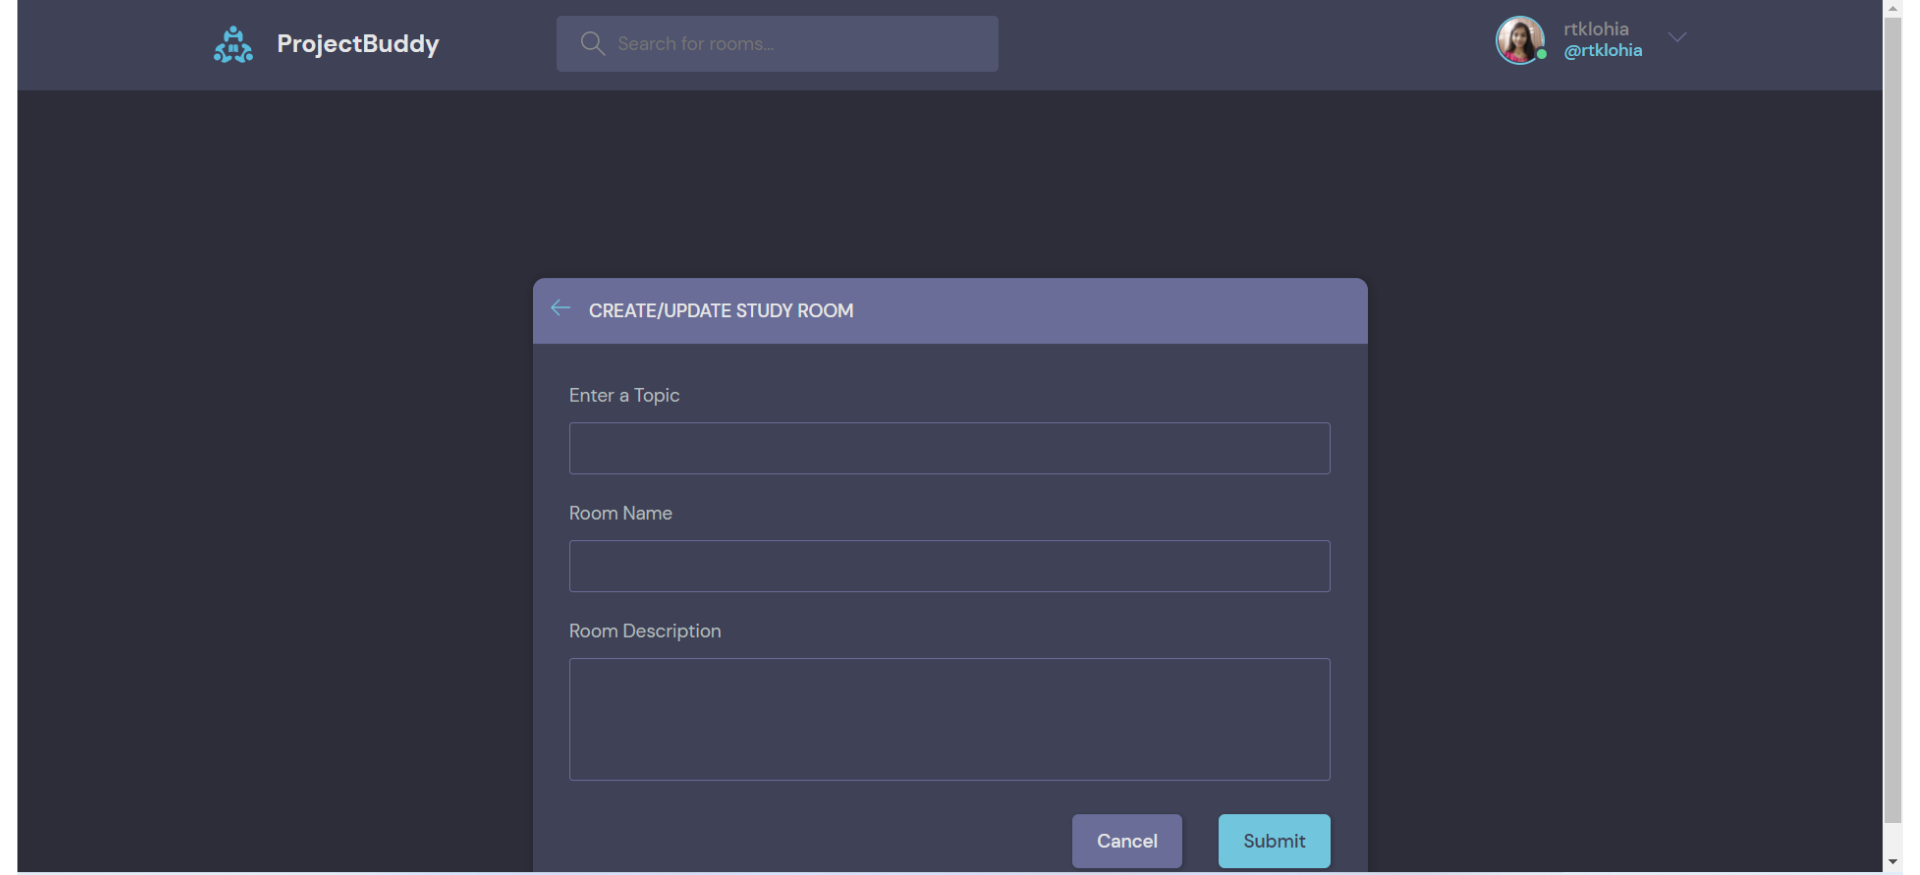 ProjectBuddy
Search for rooms...
rtklohia
@rtklohia
CREATE/UPDATE STUDY ROOM
Enter a Topic
Room Name
Room Description
Cancel
Submit